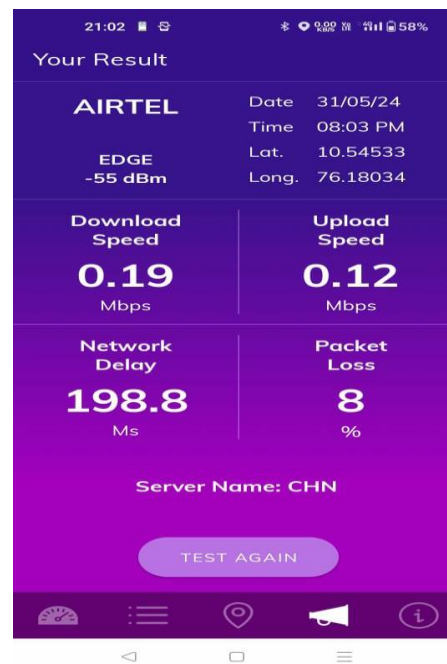 21:02
58%
Your Result
AIRTEL
EDGE
-55 dBm
Date 31/05/24
Time 08:03 PM
Lat. 10.54533
Long. 76.18034
Download
Speed
0.19
Mbps
Upload
Speed
0.12
Mbps
Network
Delay
198.8
Ms
Packet
Loss
8
%
Server Name: CHN
TEST AGAIN